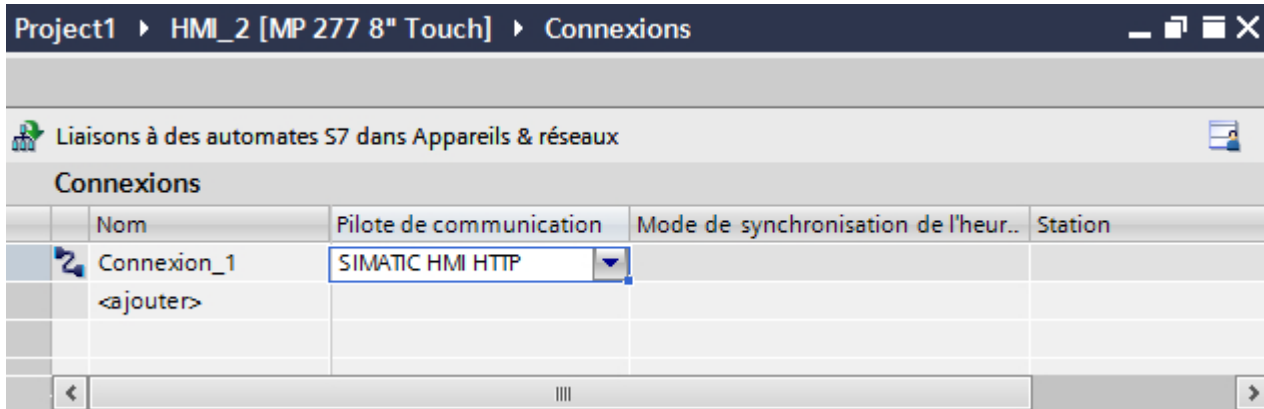 Project1 ▸ HMI_2 [MP 277 8" Touch] ▸ Connexions
Liaisons à des automates S7 dans Appareils & réseaux
Connexions
Nom Pilote de communication Mode de synchronisation de l'heur.. Station
Connexion_1 SIMATIC HMI HTTP
<ajouter>